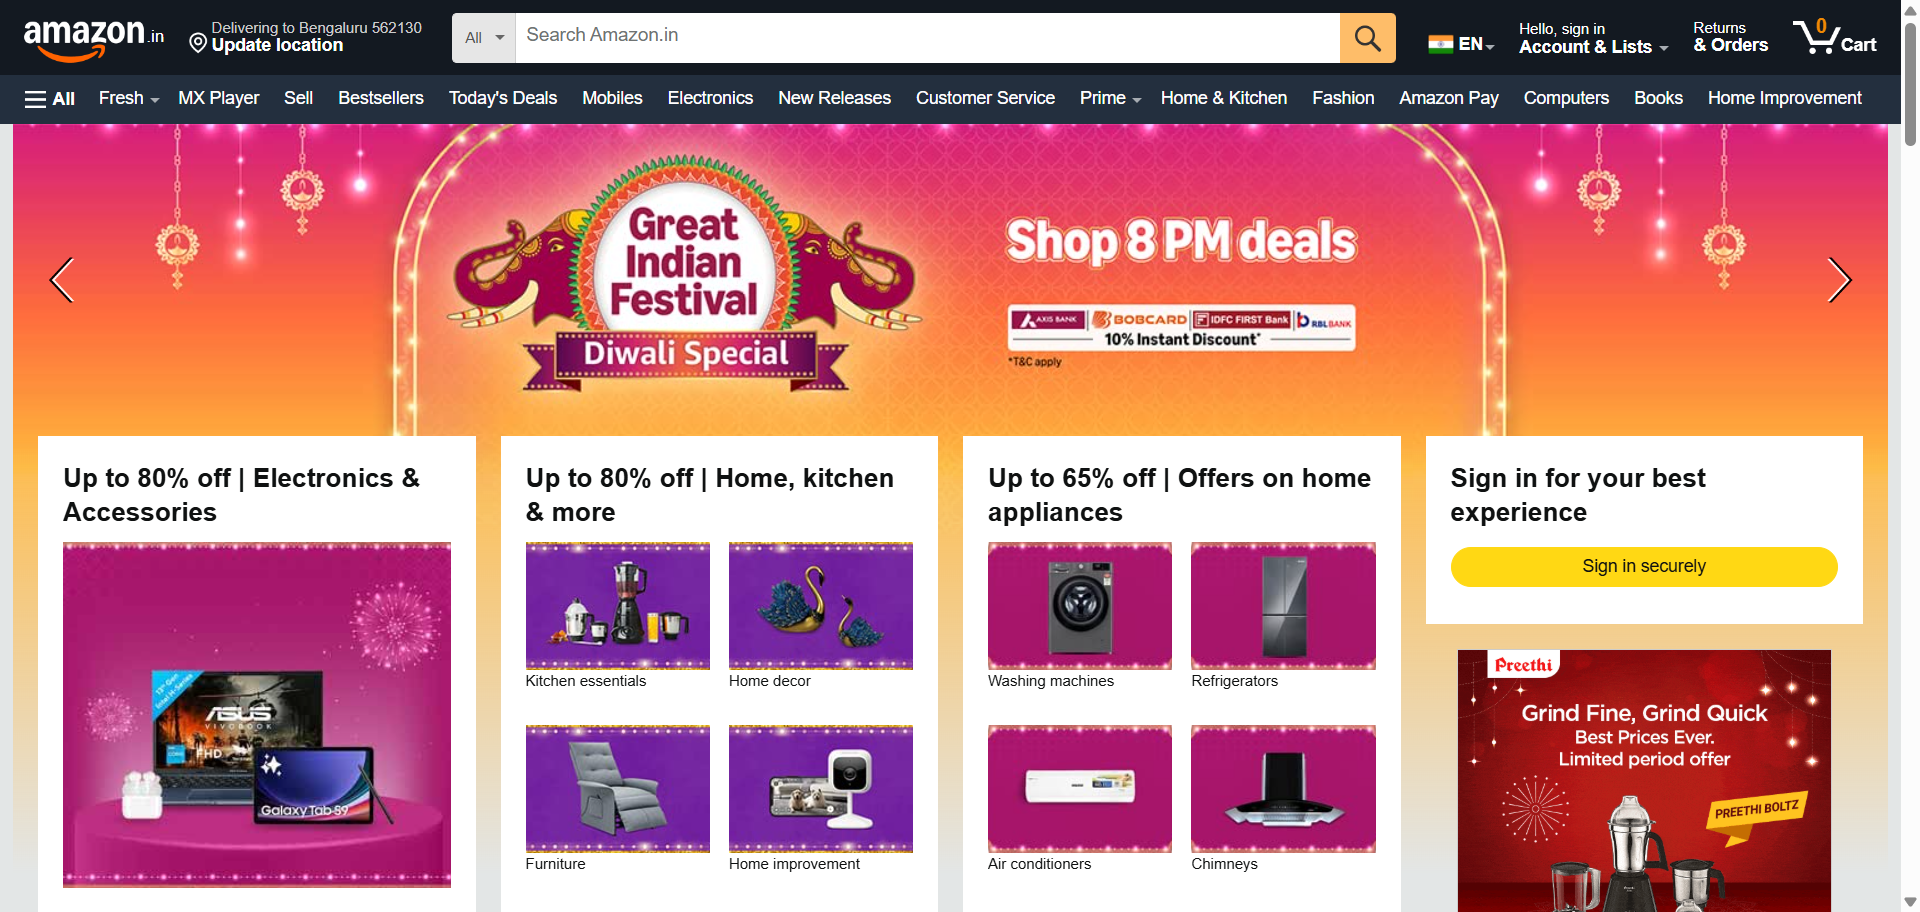 amazon.in
Delivering to Bengaluru 562130
Update location
All
Search Amazon.in
EN
Hello, sign in
Account & Lists
Returns
& Orders
0
Cart
All
Fresh
MX Player
Sell
Bestsellers
Today's Deals
Mobiles
Electronics
New Releases
Customer Service
Prime
Home & Kitchen
Fashion
Amazon Pay
Computers
Books
Home Improvement
Great
Indian
Festival
Diwali Special
Shop 8 PM deals
AXIS BANK
BOBCARD
IDFC FIRST Bank
RBLBANK
10% Instant Discount*
*T&C apply
Up to 80% off | Electronics &
Accessories
13th Gen
Intel H-Series
ASUS
VIVOBOOK
FHD
Galaxy Tab S9
Up to 80% off | Home, kitchen
& more
Kitchen essentials
Home decor
Furniture
Home improvement
Up to 65% off | Offers on home
appliances
Washing machines
Refrigerators
Air conditioners
Chimneys
Sign in for your best
experience
Sign in securely
Preethi
Grind Fine, Grind Quick
Best Prices Ever.
Limited period offer
PREETHI BOLTZ
Preethi